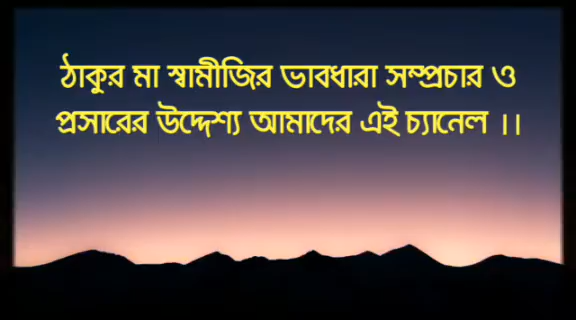 ঠাকুর মা স্বামীজির ভাবধারা সম্প্রচার ও
প্রসারের উদ্দেশ্য আমাদের এই চ্যানেল ।।